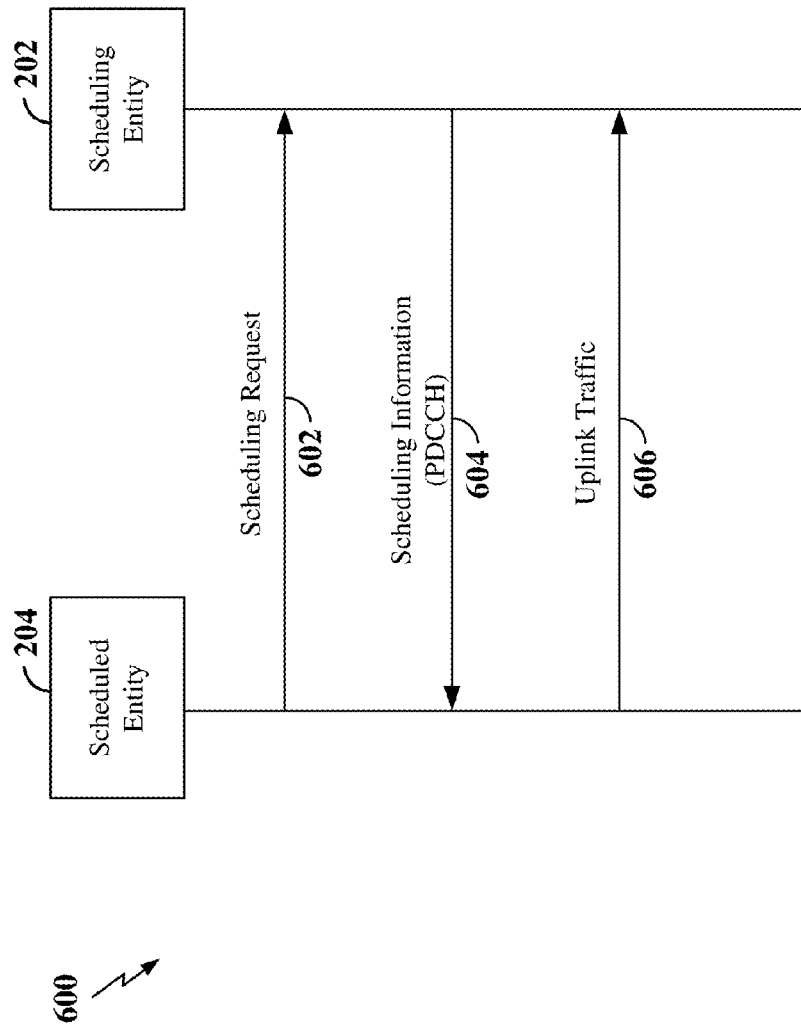 600
204
Scheduled
Entity
202
Scheduling
Entity
Scheduling Request
602
Scheduling Information
(PDCCH)
604
Uplink Traffic
606